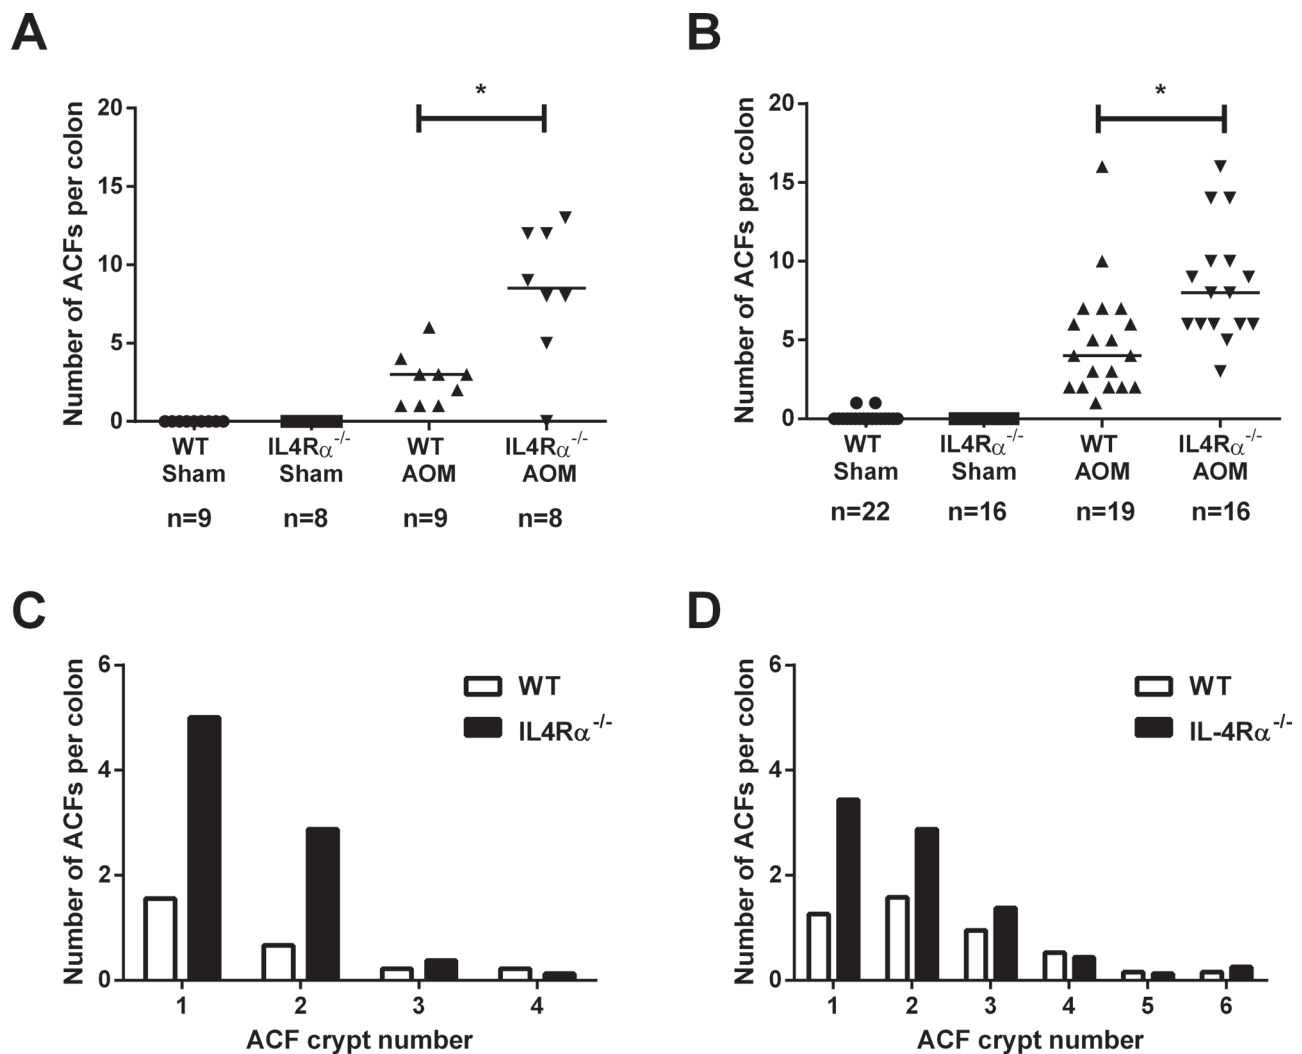 A
Number of ACFs per colon
20
15
10
5
0
*
WT Sham
IL4Rα-/- Sham
WT AOM
IL4Rα-/- AOM
n=9
n=8
n=9
n=8
B
Number of ACFs per colon
20
15
10
5
0
*
WT Sham
IL4Rα-/- Sham
WT AOM
IL4Rα-/- AOM
n=22
n=16
n=19
n=16
C
Number of ACFs per colon
6
4
2
0
WT
IL4Rα-/-
1 2 3 4
ACF crypt number
D
Number of ACFs per colon
6
4
2
0
WT
IL-4Rα-/-
1 2 3 4 5 6
ACF crypt number